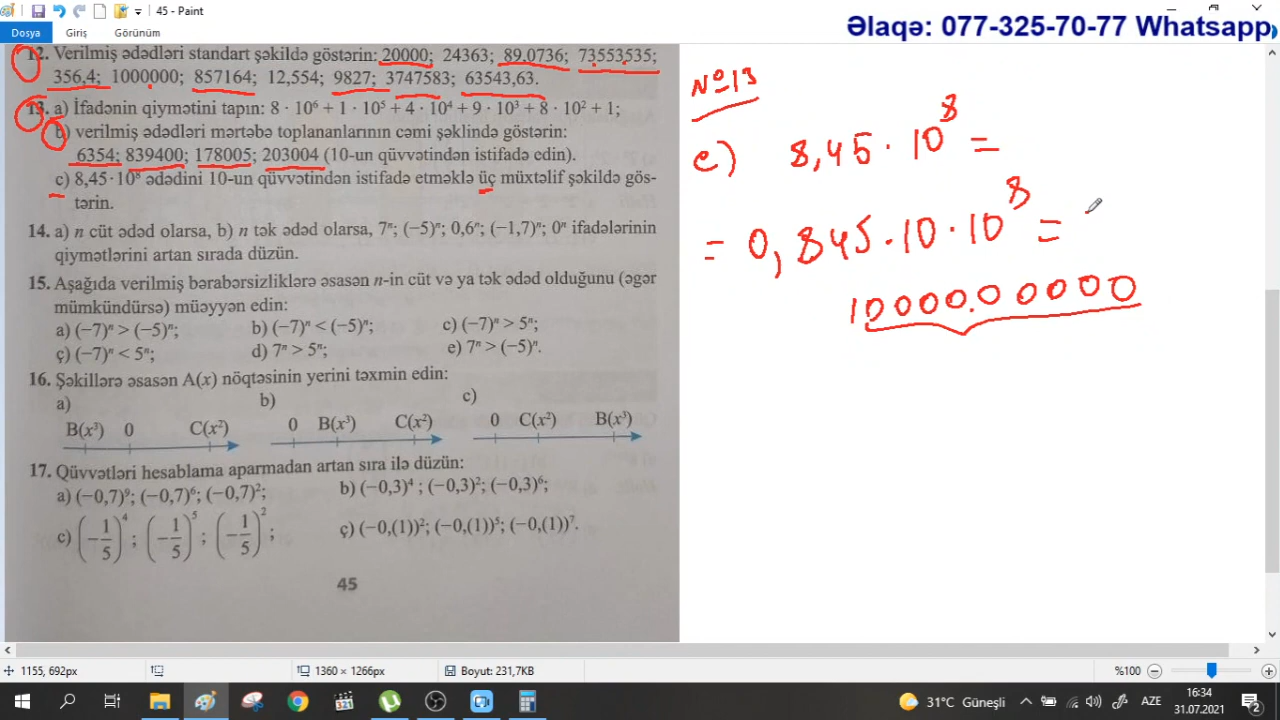 45 - Paint
Əlaqə: 077-325-70-77 Whatsapp
Dosya Giriş Görünüm
12. Verilmiş ədədləri standart şəkildə göstərin: 20000; 24363; 89.0736; 73553535;
356,4; 1000000; 857164; 12,554; 9827; 3747583; 63543,63.
13. a) İfadənin qiymətini tapın: 8 · 10⁶ + 1 · 10⁵ + 4 · 10⁴ + 9 · 10³ + 8 · 10² + 1;
b) verilmiş ədədləri mərtəbə toplananlarının cəmi şəklində göstərin:
6354; 839400; 178005; 203004 (10-un qüvvətindən istifadə edin).
c) 8,45·10⁸ ədədini 10-un qüvvətindən istifadə etməklə üç müxtəlif şəkildə gös-
tərin.
14. a) n cüt ədəd olarsa, b) n tək ədəd olarsa, 7ⁿ; (−5)ⁿ; 0,6ⁿ; (−1,7)ⁿ; 0ⁿ ifadələrinin
qiymətlərini artan sırada düzün.
15. Aşağıda verilmiş bərabərsizliklərə əsasən n-in cüt və ya tək ədəd olduğunu (əgər
mümkündürsə) müəyyən edin:
a) (−7)ⁿ > (−5)ⁿ; b) (−7)ⁿ < (−5)ⁿ; c) (−7)ⁿ > 5ⁿ;
ç) (−7)ⁿ < 5ⁿ; d) 7ⁿ > 5ⁿ; e) 7ⁿ > (−5)ⁿ.
16. Şəkillərə əsasən A(x) nöqtəsinin yerini təxmin edin:
a) b) c)
B(x³) 0 C(x²) 0 B(x³) C(x²) 0 C(x²) B(x³)
17. Qüvvətləri hesablama aparmadan artan sıra ilə düzün:
a) (−0,7)⁹; (−0,7)⁶; (−0,7)²; b) (−0,3)⁴ ; (−0,3)²; (−0,3)⁶;
c) (−1/5)⁴; (−1/5)⁵; (−1/5)²; ç) (−0,(1))²; (−0,(1))⁵; (−0,(1))⁷.
45
№13
c) 8,45 · 10⁸ =
= 0,845 · 10 · 10⁸ =
10000.00000
1155, 692px 1360 × 1266px Boyut: 231,7KB %100
31°C Güneşli AZE 16:34
31.07.2021 2